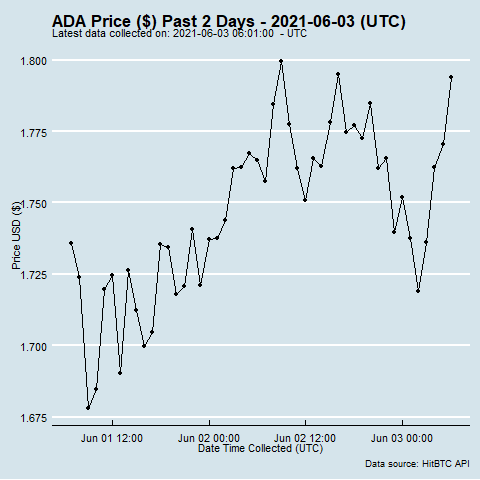 ADA Price ($) Past 2 Days - 2021-06-03 (UTC)
Latest data collected on: 2021-06-03 06:01:00  - UTC
1.800
1.775
1.750
1.725
1.700
1.675
Price USD ($)
Jun 01 12:00
Jun 02 00:00
Jun 02 12:00
Jun 03 00:00
Date Time Collected (UTC)
Data source: HitBTC API